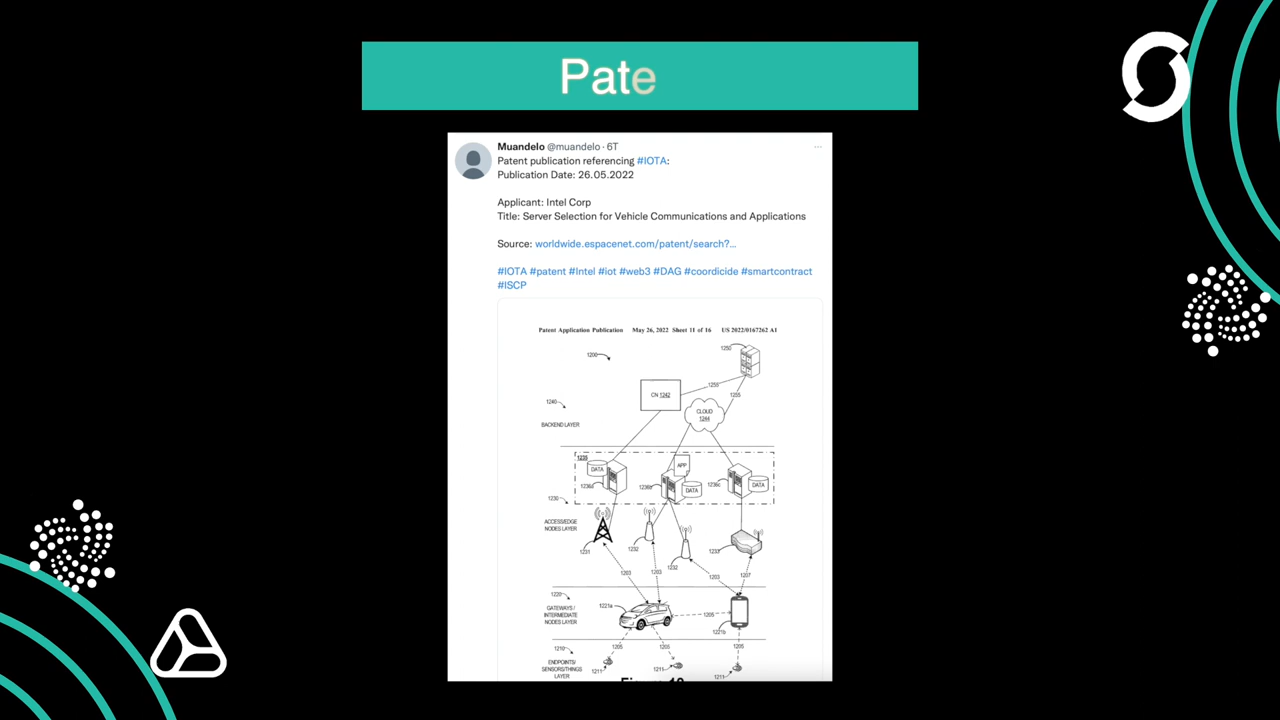 Pate
Muandelo @muandelo · 6T
Patent publication referencing #IOTA:
Publication Date: 26.05.2022
Applicant: Intel Corp
Title: Server Selection for Vehicle Communications and Applications
Source: worldwide.espacenet.com/patent/search?...
#IOTA #patent #Intel #iot #web3 #DAG #coordicide #smartcontract
#ISCP
Patent Application Publication May 26, 2022 Sheet 11 of 16 US 2022/0167262 A1
1250
1200
1255
CN 1242
1255
1240
CLOUD
1244
BACKEND LAYER
1235
DATA
APP
1236a
1236b
DATA
1236c
DATA
1230
ACCESS/EDGE
NODES LAYER
1231
1232
1232
1233
1203
1203
1203
1207
1220
1221a
GATEWAYS /
INTERMEDIATE
NODES LAYER
1205
1221b
1210
1205
1205
1205
ENDPOINTS/
SENSORS/THINGS
LAYER
1211
1211
1211